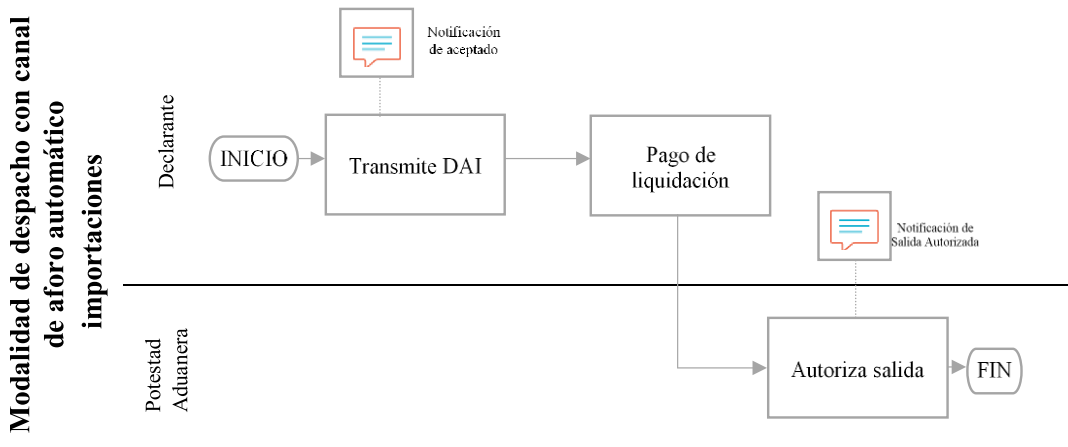 Modalidad de despacho con canal
de aforo automático
importaciones
Declarante
INICIO
Transmite DAI
Notificación
de aceptado
Pago de
liquidación
Notificación de
Salida Autorizada
Potestad
Aduanera
Autoriza salida
FIN